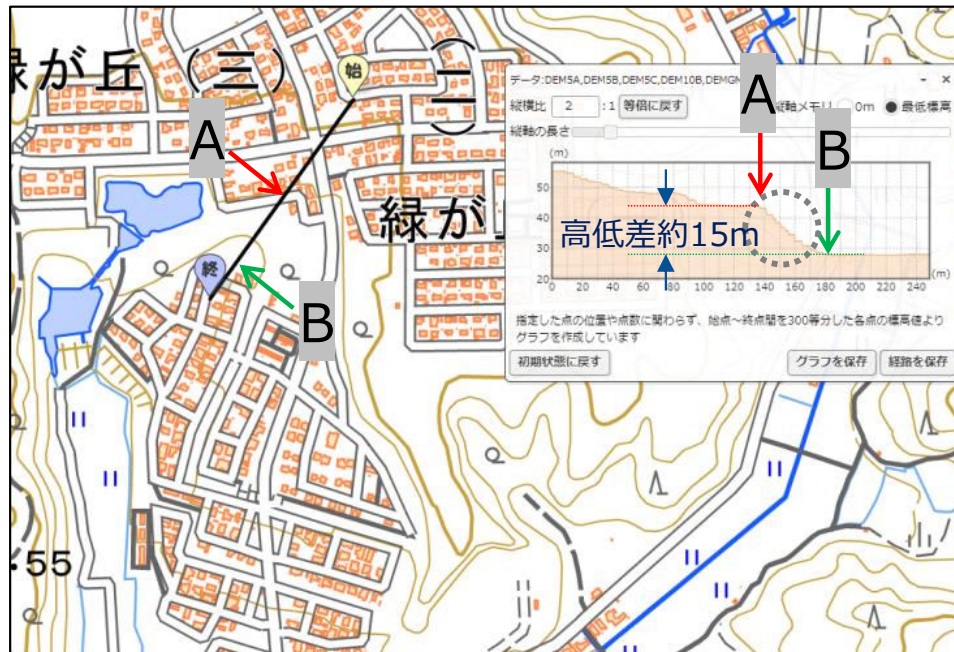 緑が丘（三）
始
（二）
A
緑が丘
終
B
・55
データ:DEM5A,DEM5B,DEM5C,DEM10B,DEMGM
- ×
縦横比 2 :1 等倍に戻す
縦軸メモリ 0m 最低標高
A
縦軸の長さ
B
(m)
50
40
30
20
高低差約15m
0 20 40 60 80 100 120 140 160 180 200 220 240
(m)
指定した点の位置や点数に関わらず、始点～終点間を300等分した各点の標高値より
グラフを作成しています
初期状態に戻す
グラフを保存
経路を保存